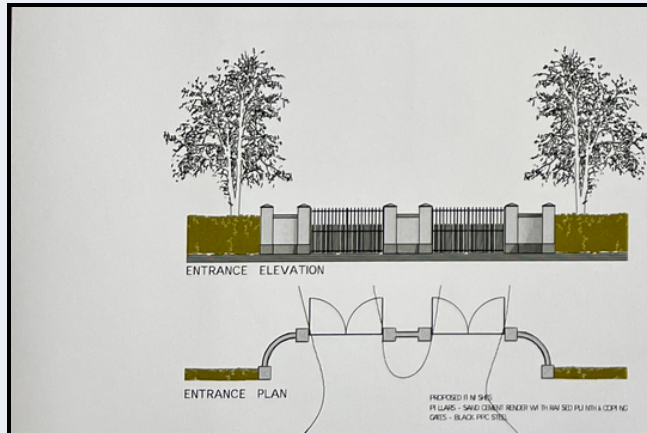 ENTRANCE ELEVATION
ENTRANCE PLAN
PROPOSED FINISHES
PILLARS - SAND CEMENT RENDER WITH RAISED PLINTH & COPING
GATES - BLACK PPC STEEL